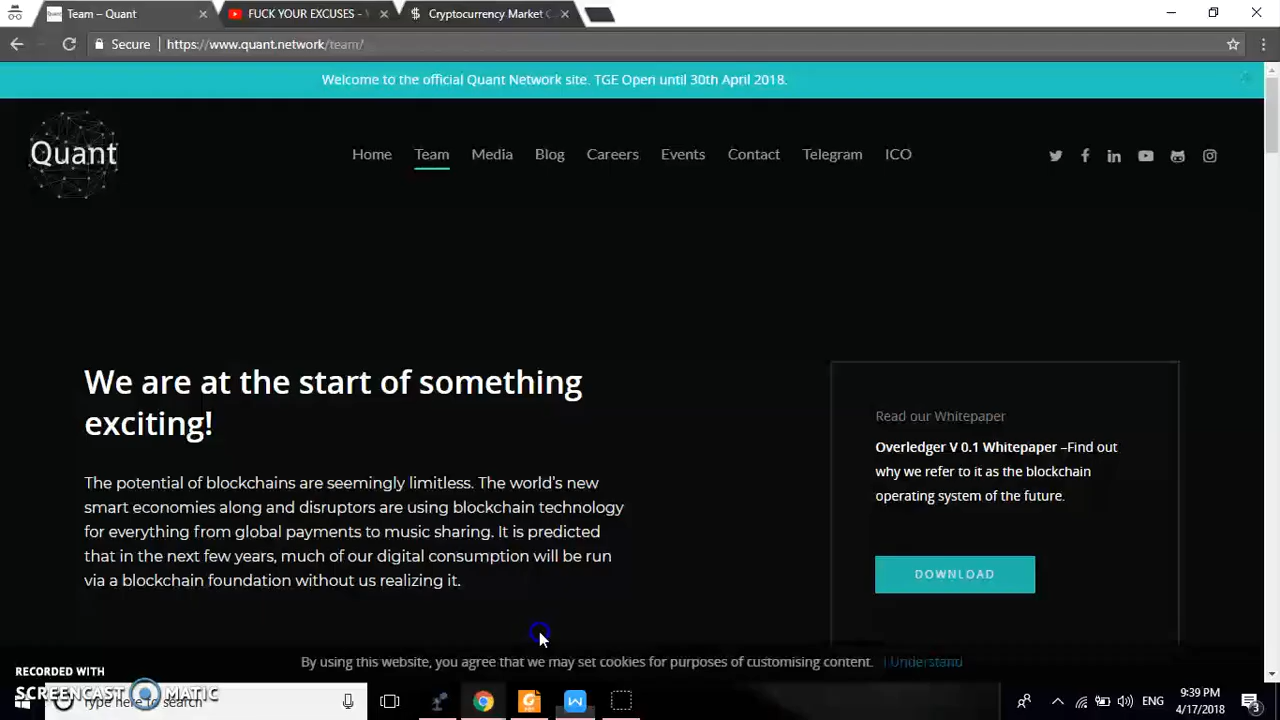 Team – Quant
FUCK YOUR EXCUSES -
Cryptocurrency Market C
Secure
https://www.quant.network/team/
Welcome to the official Quant Network site. TGE Open until 30th April 2018.
Quant
Home Team Media Blog Careers Events Contact Telegram ICO
We are at the start of something
exciting!
The potential of blockchains are seemingly limitless. The world's new
smart economies along and disruptors are using blockchain technology
for everything from global payments to music sharing. It is predicted
that in the next few years, much of our digital consumption will be run
via a blockchain foundation without us realizing it.
Read our Whitepaper
Overledger V 0.1 Whitepaper –Find out
why we refer to it as the blockchain
operating system of the future.
DOWNLOAD
By using this website, you agree that we may set cookies for purposes of customising content. I Understand
RECORDED WITH
SCREENCAST MATIC
Type here to search
ENG
9:39 PM
4/17/2018
3